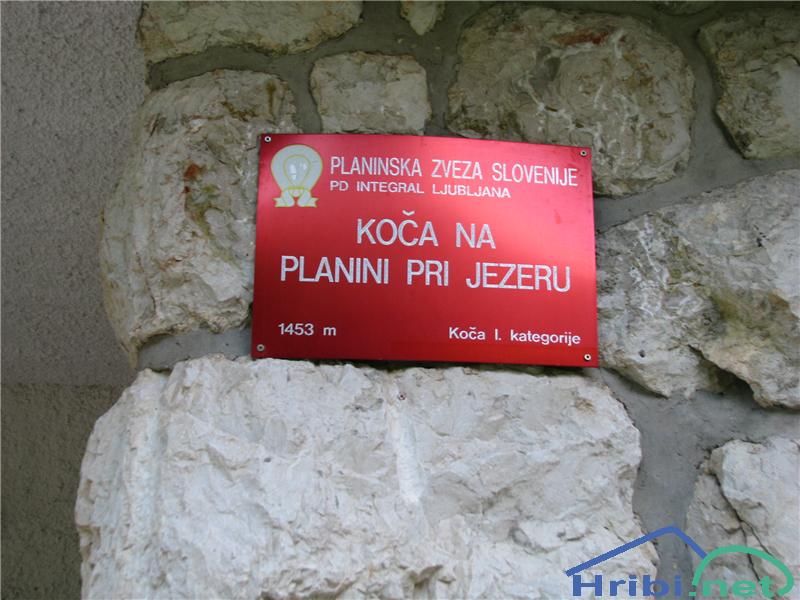 PLANINSKA ZVEZA SLOVENIJE
PD INTEGRAL LJUBLJANA
KOČA NA
PLANINI PRI JEZERU
1453 m Koča I. kategorije
Hribi.net